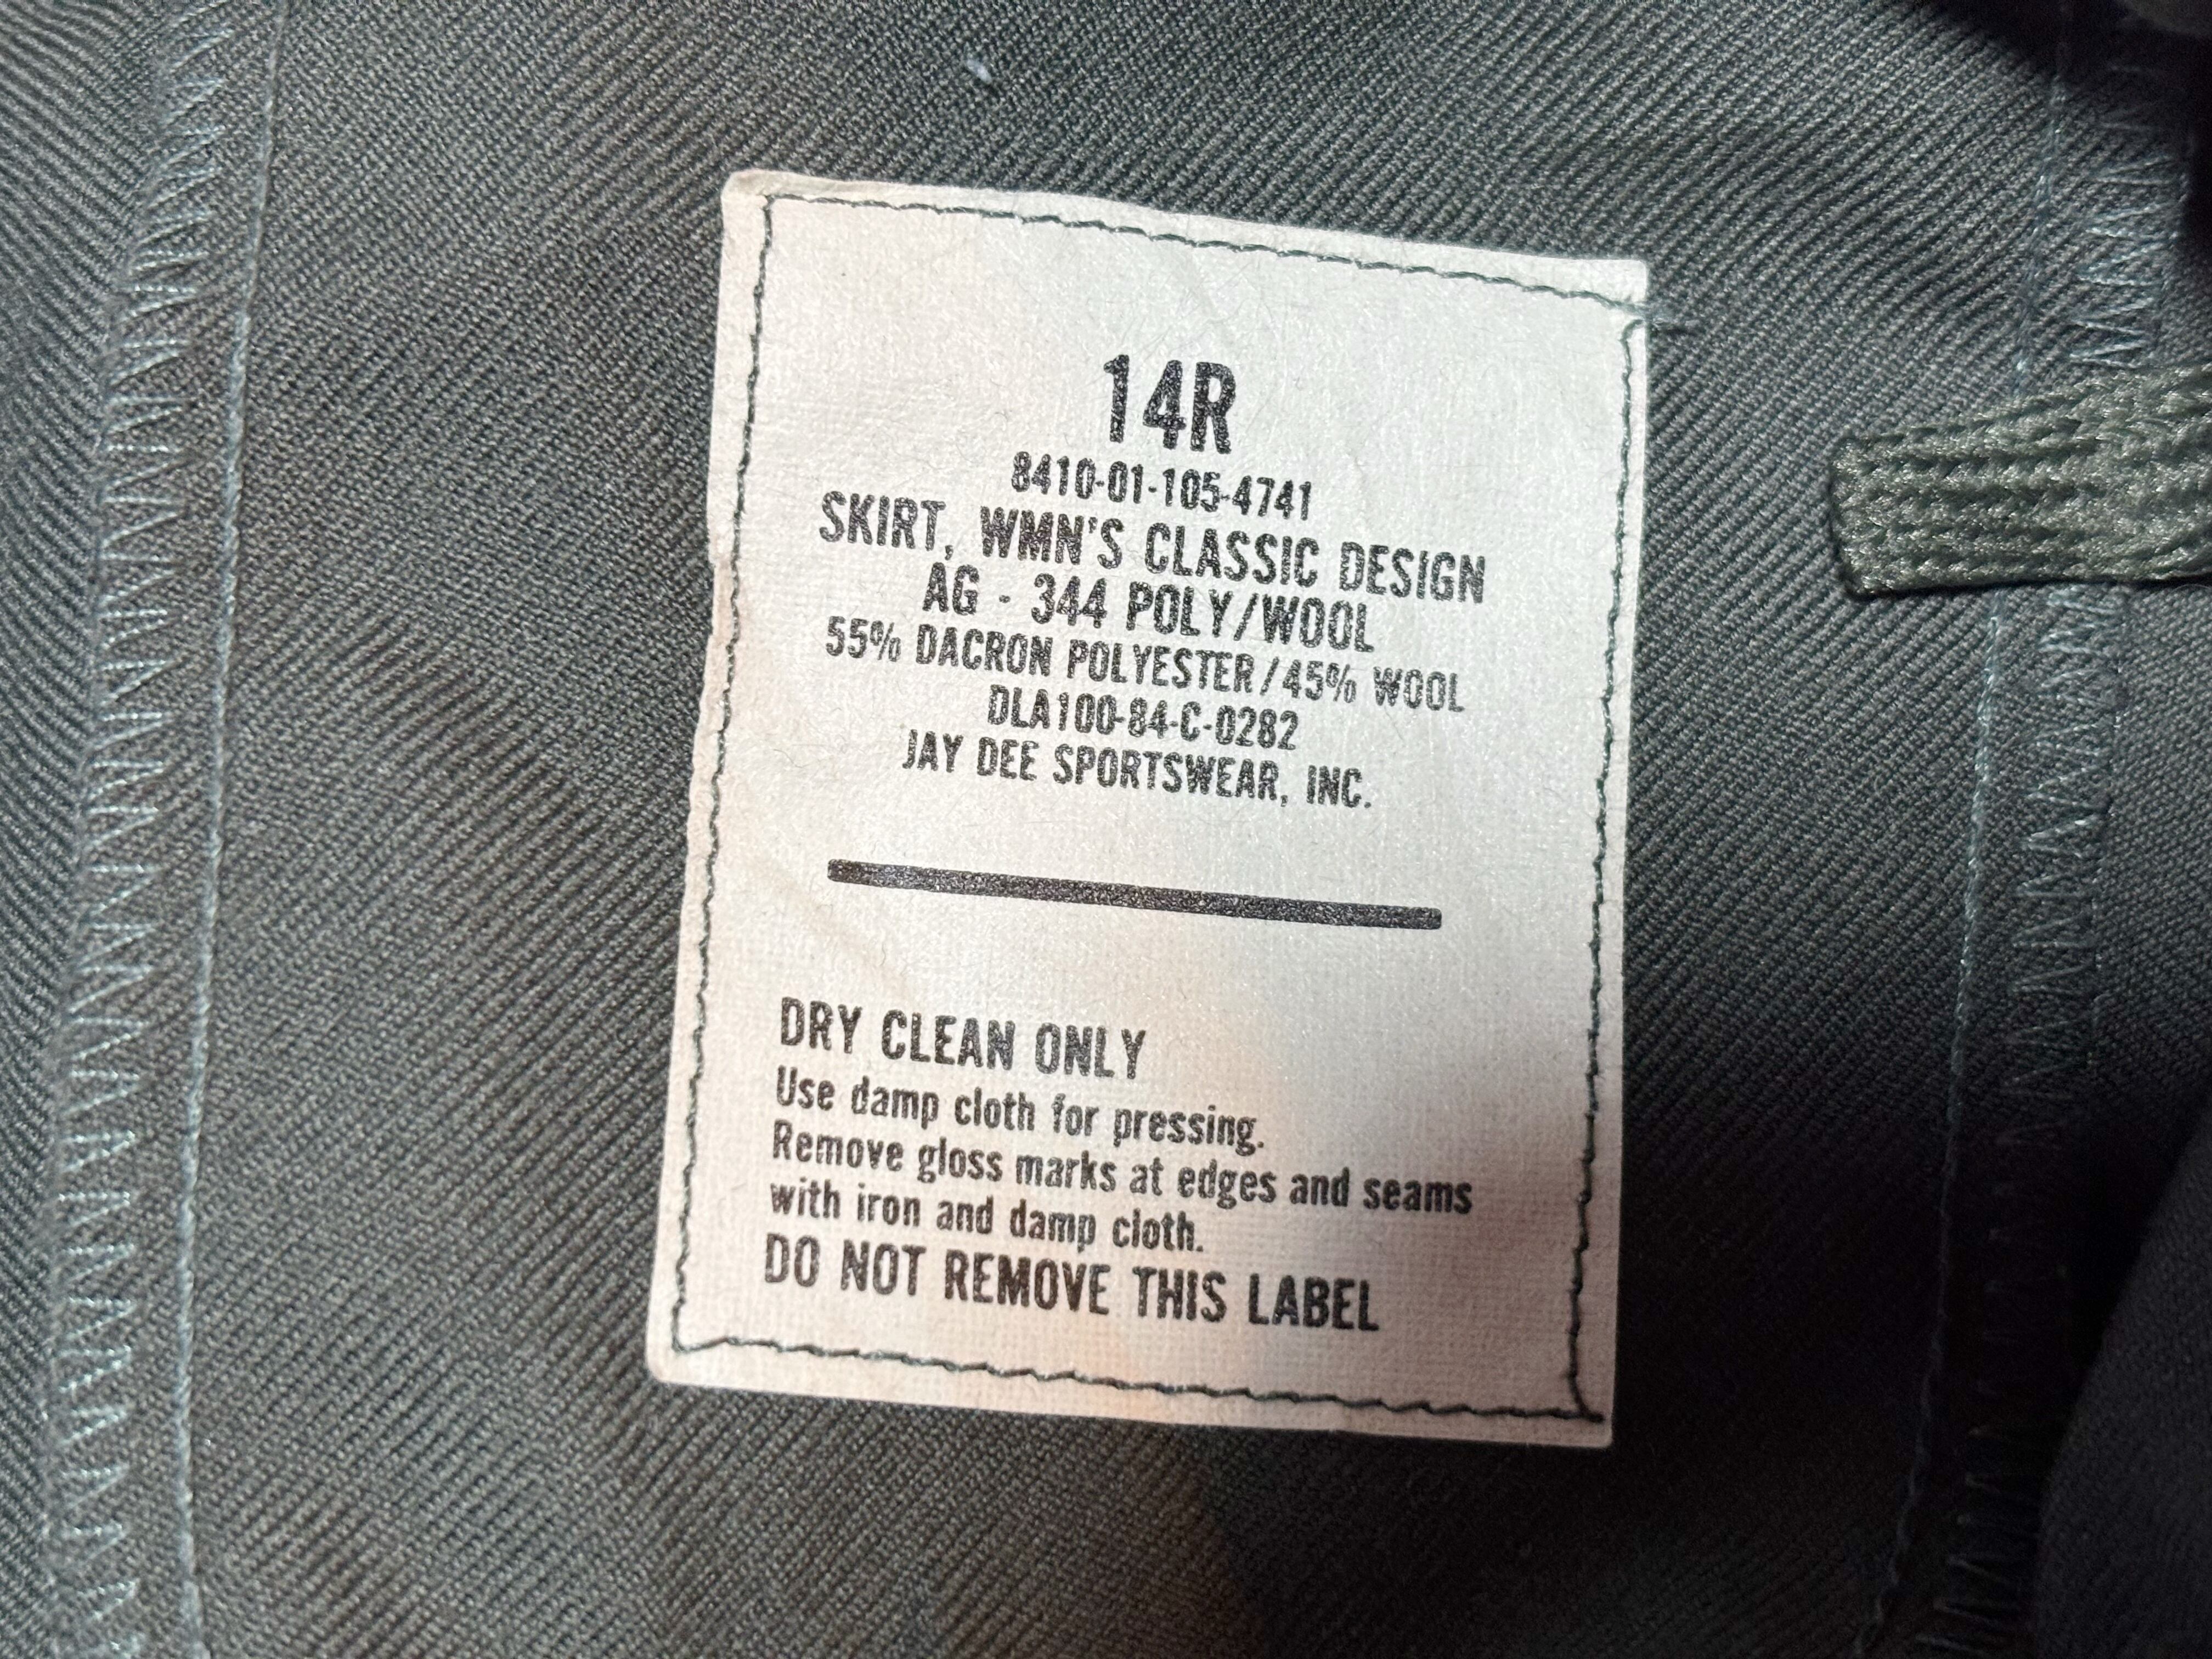 14R
8410-01-105-4741
SKIRT, WMN'S CLASSIC DESIGN
AG - 344 POLY/WOOL
55% DACRON POLYESTER/45% WOOL
DLA100-84-C-0282
JAY DEE SPORTSWEAR, INC.
DRY CLEAN ONLY
Use damp cloth for pressing.
Remove gloss marks at edges and seams
with iron and damp cloth.
DO NOT REMOVE THIS LABEL